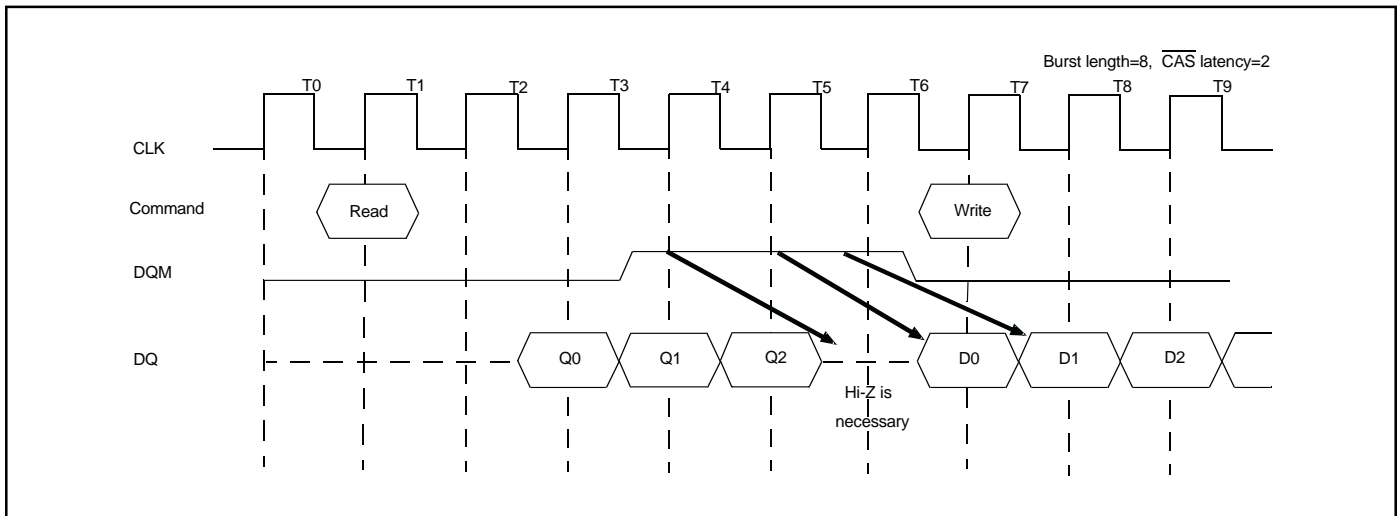 Burst length=8, CAS latency=2
T0 T1 T2 T3 T4 T5 T6 T7 T8 T9
CLK
Command Read Write
DQM
DQ Q0 Q1 Q2 D0 D1 D2
Hi-Z is
necessary